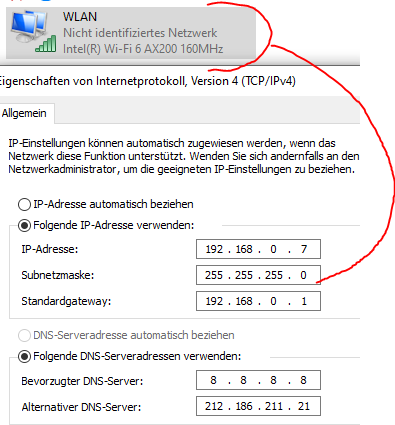 WLAN
Nicht identifiziertes Netzwerk
Intel(R) Wi-Fi 6 AX200 160MHz
Eigenschaften von Internetprotokoll, Version 4 (TCP/IPv4)
Allgemein
IP-Einstellungen können automatisch zugewiesen werden, wenn das
Netzwerk diese Funktion unterstützt. Wenden Sie sich andernfalls an den
Netzwerkadministrator, um die geeigneten IP-Einstellungen zu beziehen.
IP-Adresse automatisch beziehen
Folgende IP-Adresse verwenden:
IP-Adresse: 192 . 168 . 0 . 7
Subnetzmaske: 255 . 255 . 255 . 0
Standardgateway: 192 . 168 . 0 . 1
DNS-Serveradresse automatisch beziehen
Folgende DNS-Serveradressen verwenden:
Bevorzugter DNS-Server: 8 . 8 . 8 . 8
Alternativer DNS-Server: 212 . 186 . 211 . 21